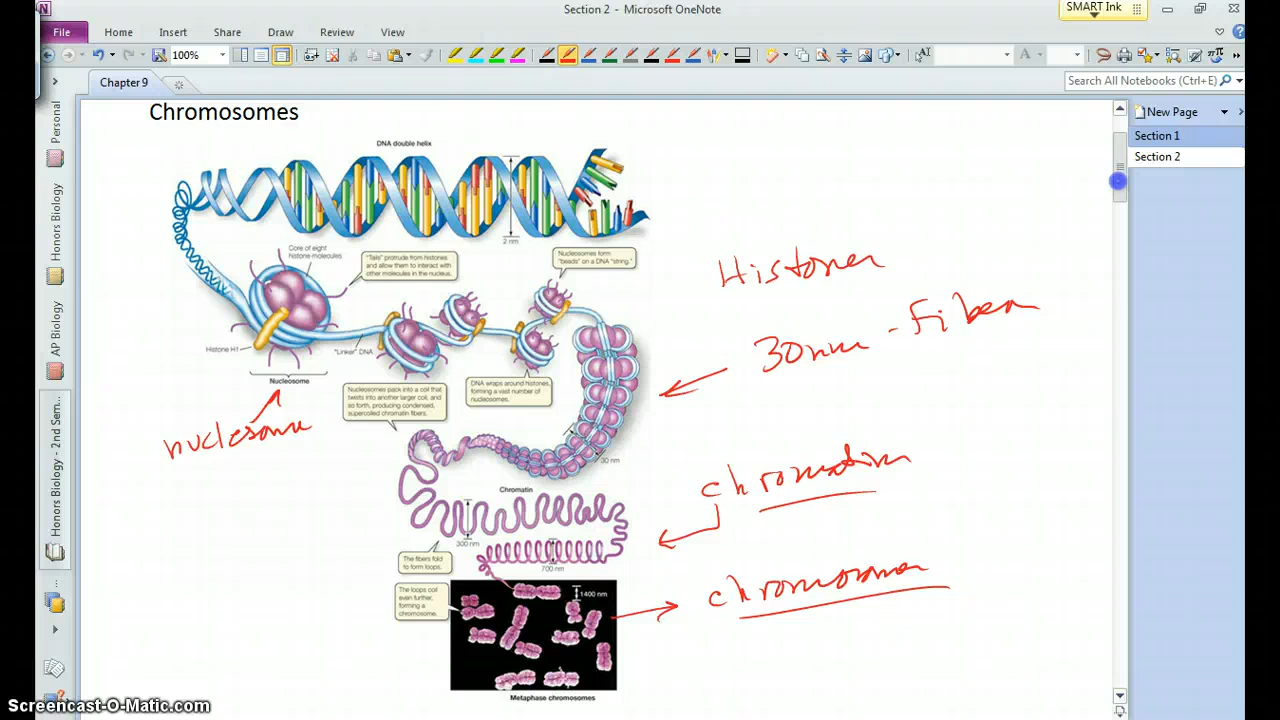 Section 2 - Microsoft OneNote
SMART Ink
File Home Insert Share Draw Review View
100%
Chapter 9
Search All Notebooks (Ctrl+E)
New Page
Section 1
Section 2
Personal
Honors Biology
AP Biology
Honors Biology - 2nd Sem...
Chromosomes
DNA double helix
2 nm
Core of eight
histone molecules
"Tails" protrude from histones
and allow them to interact with
other molecules in the nucleus.
Nucleosomes form
"beads" on a DNA "string."
Histone H1
"Linker" DNA
Nucleosome
Nucleosomes pack into a coil that
twists into another larger coil, and
so forth, producing condensed,
supercoiled chromatin fibers.
DNA wraps around histones,
forming a vast number of
nucleosomes.
30 nm
Chromatin
300 nm
The fibers fold
to form loops.
700 nm
The loops coil
even further,
forming a
chromosome.
1400 nm
Metaphase chromosomes
Histones
30nm - Fibers
nuclesome
chromatin
chromosomes
Screencast-O-Matic.com